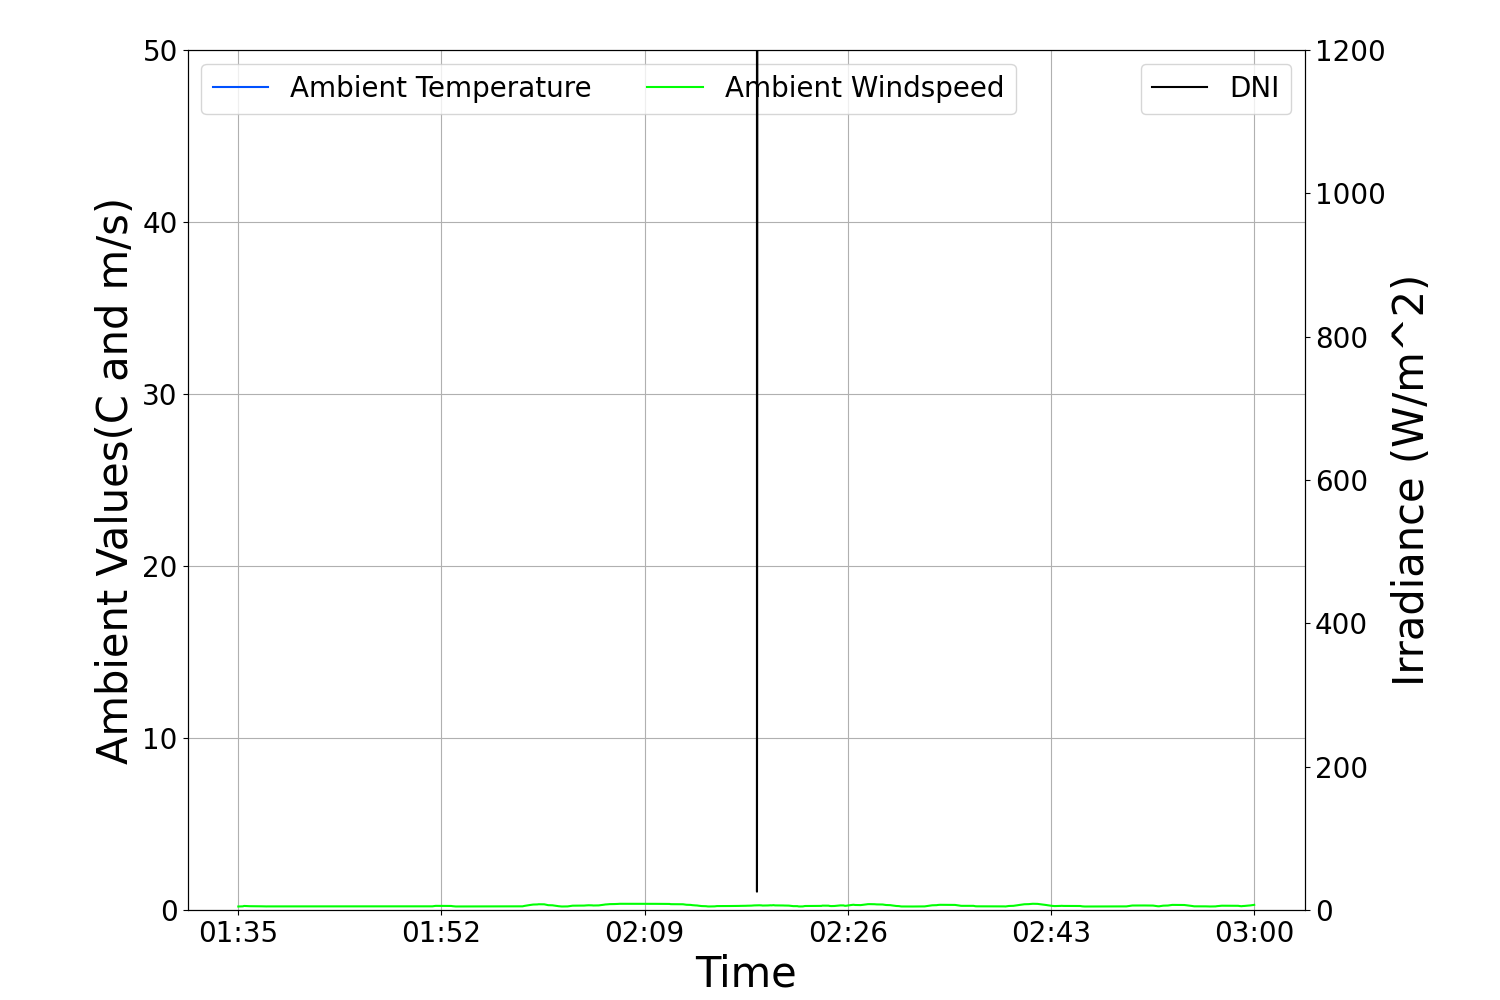 Ambient Temperature
Ambient Windspeed
DNI
Ambient Values(C and m/s)
50
40
30
20
10
0
1200
1000
800
600
400
200
0
Irradiance (W/m^2)
01:35 01:52 02:09 02:26 02:43 03:00
Time